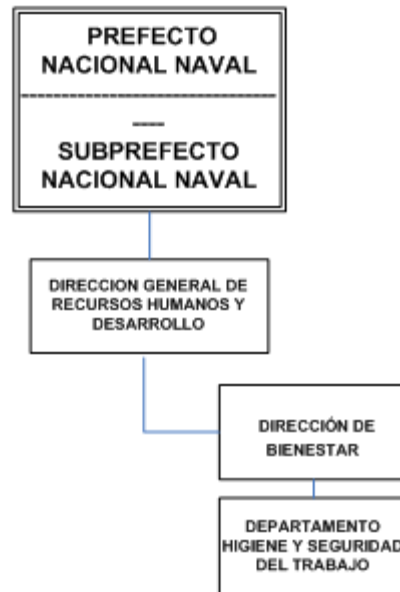 PREFECTO
NACIONAL NAVAL
SUBPREFECTO
NACIONAL NAVAL
DIRECCION GENERAL DE
RECURSOS HUMANOS Y
DESARROLLO
DIRECCIÓN DE
BIENESTAR
DEPARTAMENTO
HIGIENE Y SEGURIDAD
DEL TRABAJO